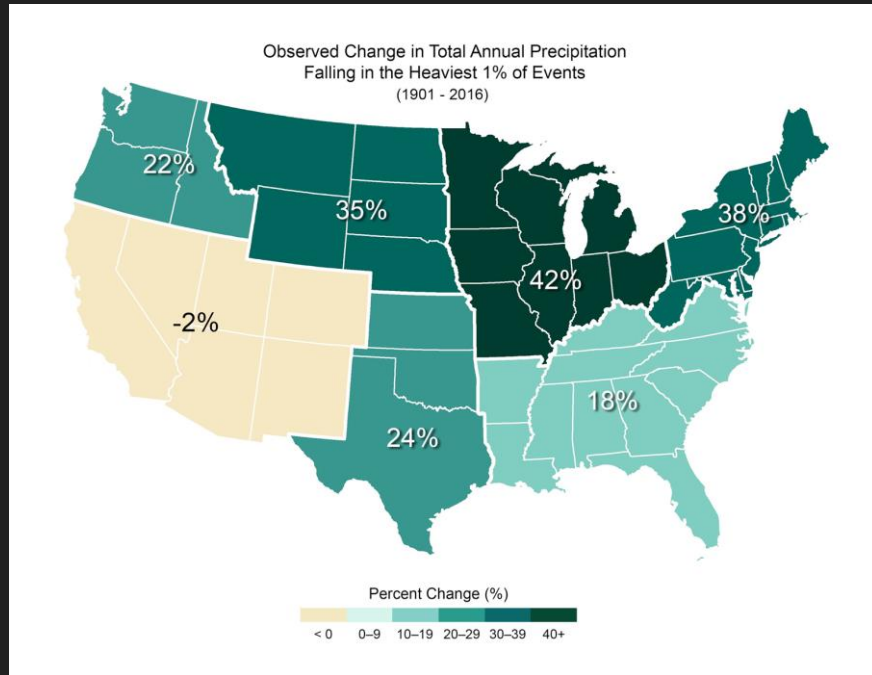 Observed Change in Total Annual Precipitation
Falling in the Heaviest 1% of Events
(1901 - 2016)
22%
35%
38%
42%
-2%
18%
24%
Percent Change (%)
< 0 0–9 10–19 20–29 30–39 40+